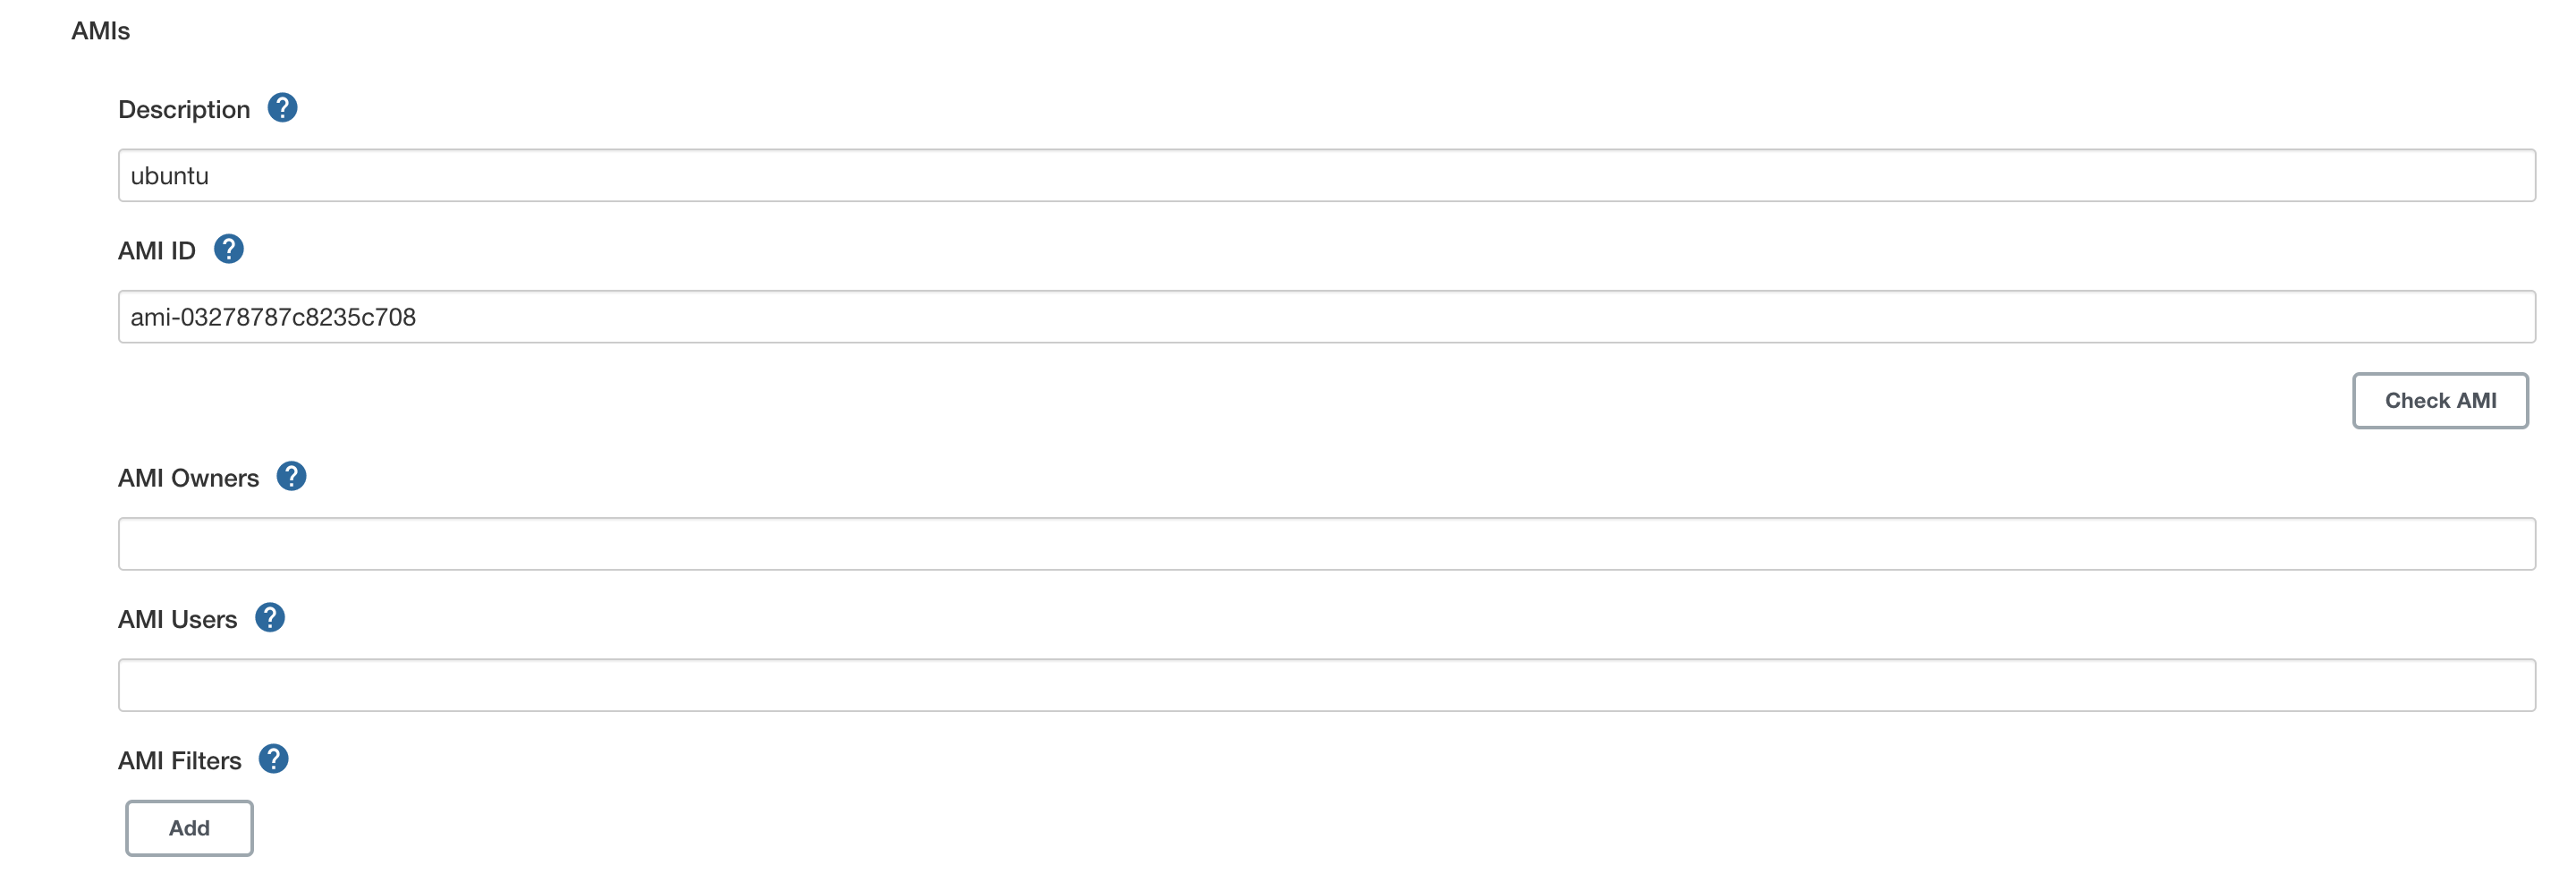 AMIs
Description ?
ubuntu
AMI ID ?
ami-03278787c8235c708
Check AMI
AMI Owners ?
AMI Users ?
AMI Filters ?
Add